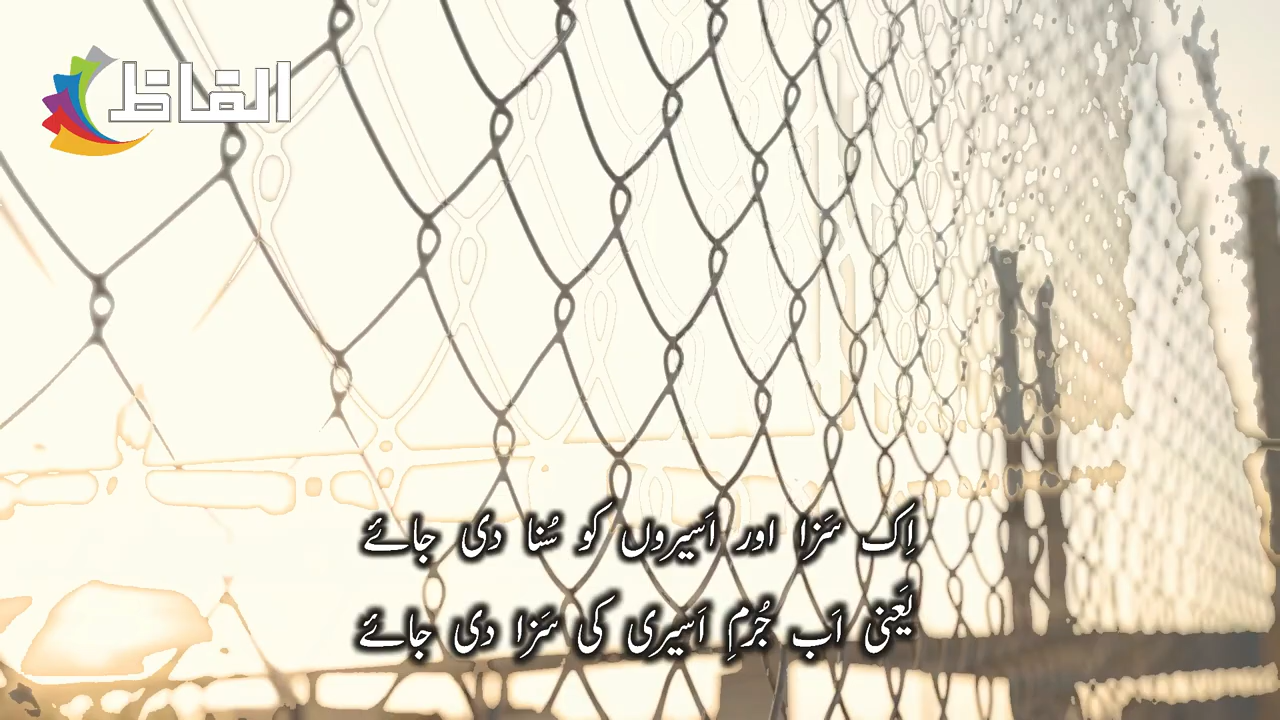 الفاظ
اِک سَزا اور اَسیروں کو سُنا دی جائے
یَعنی اَب جُرمِ اَسیری کی سَزا دی جائے